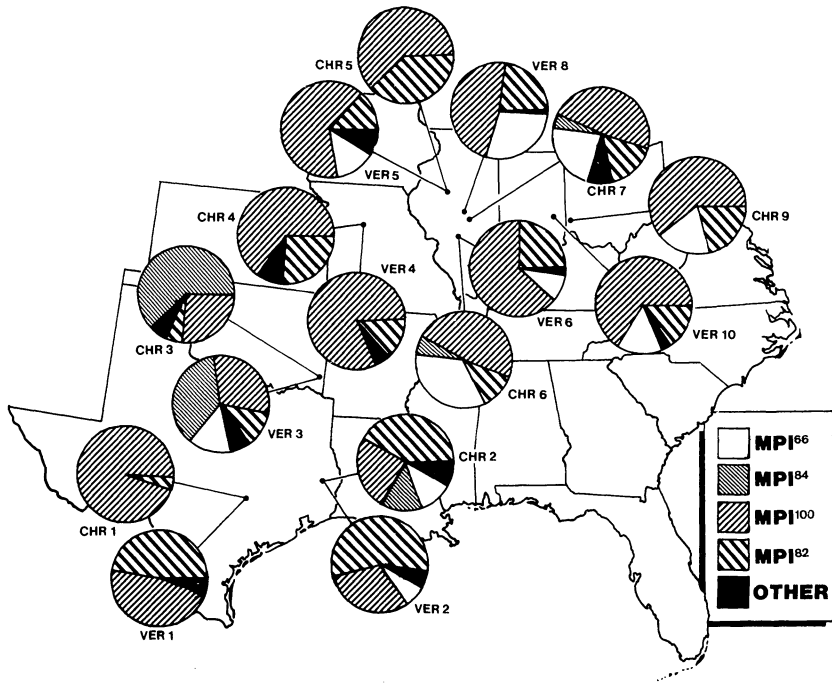 CHR 5
VER 8
VER 5
CHR 7
CHR 4
CHR 9
VER 4
CHR 3
VER 6
VER 10
CHR 6
VER 3
CHR 2
CHR 1
VER 2
VER 1
MPI66
MPI84
MPI100
MPI82
OTHER